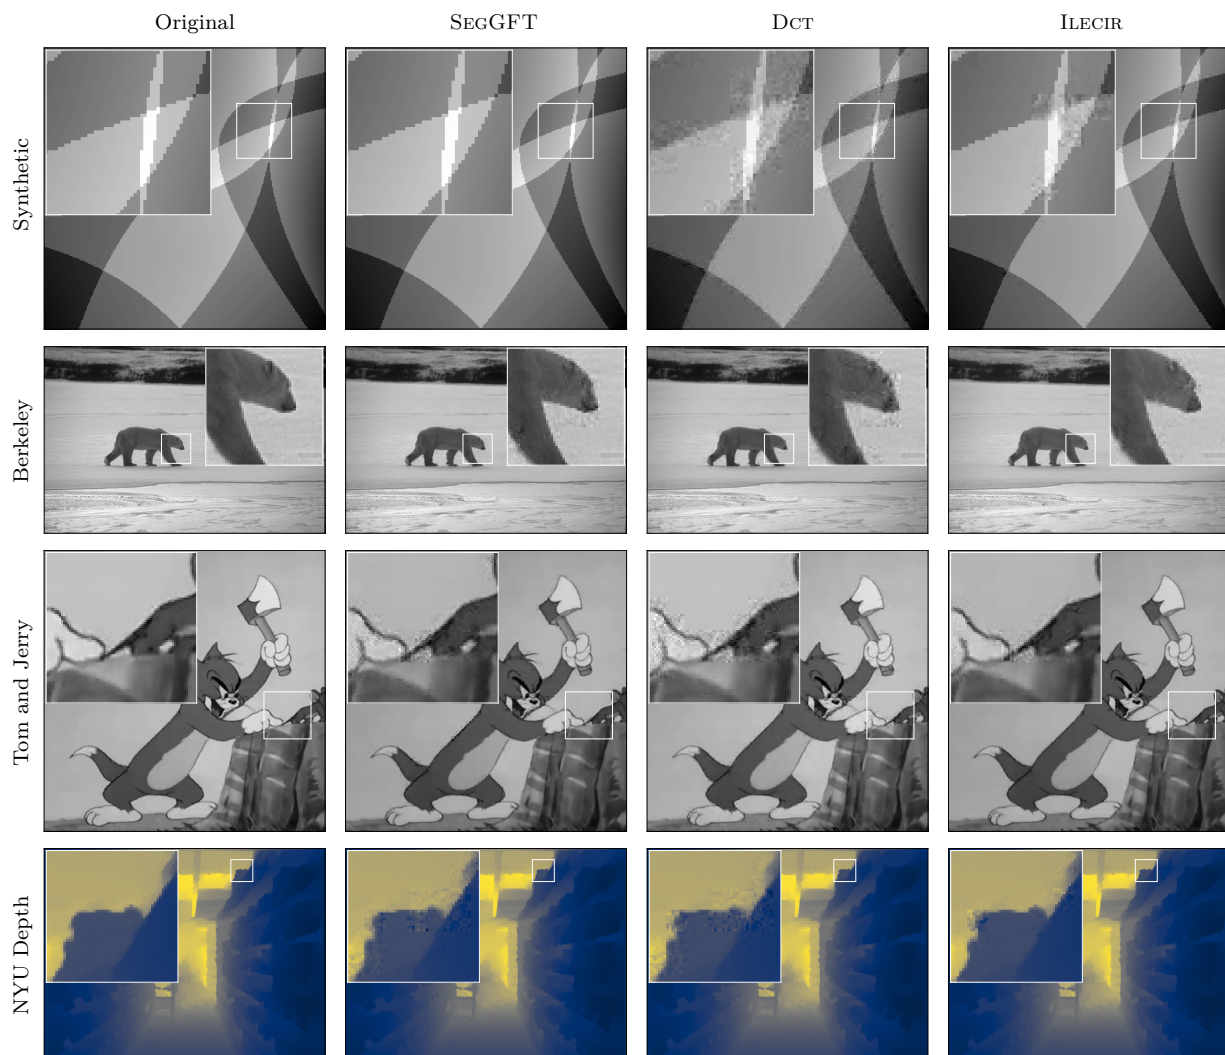 Original SEGGFT DCT ILECIR
Synthetic
Berkeley
Tom and Jerry
NYU Depth